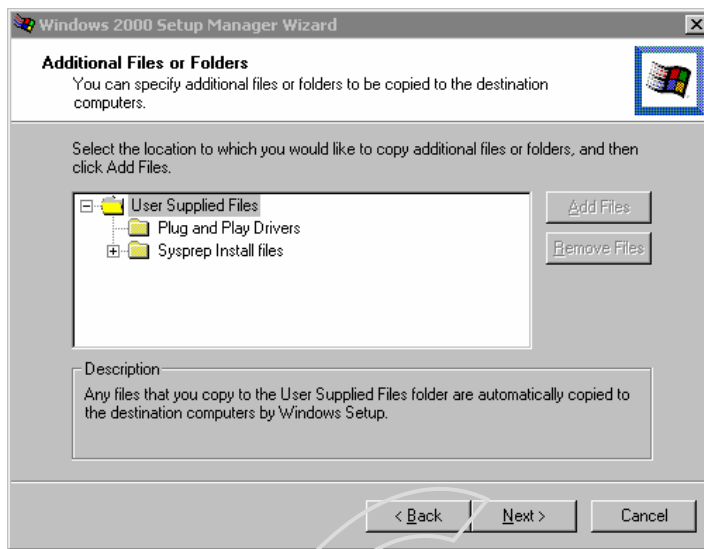 Windows 2000 Setup Manager Wizard
Additional Files or Folders
You can specify additional files or folders to be copied to the destination
computers.
Select the location to which you would like to copy additional files or folders, and then
click Add Files.
User Supplied Files
Plug and Play Drivers
Sysprep Install files
Add Files
Remove Files
Description
Any files that you copy to the User Supplied Files folder are automatically copied to
the destination computers by Windows Setup.
< Back
Next >
Cancel